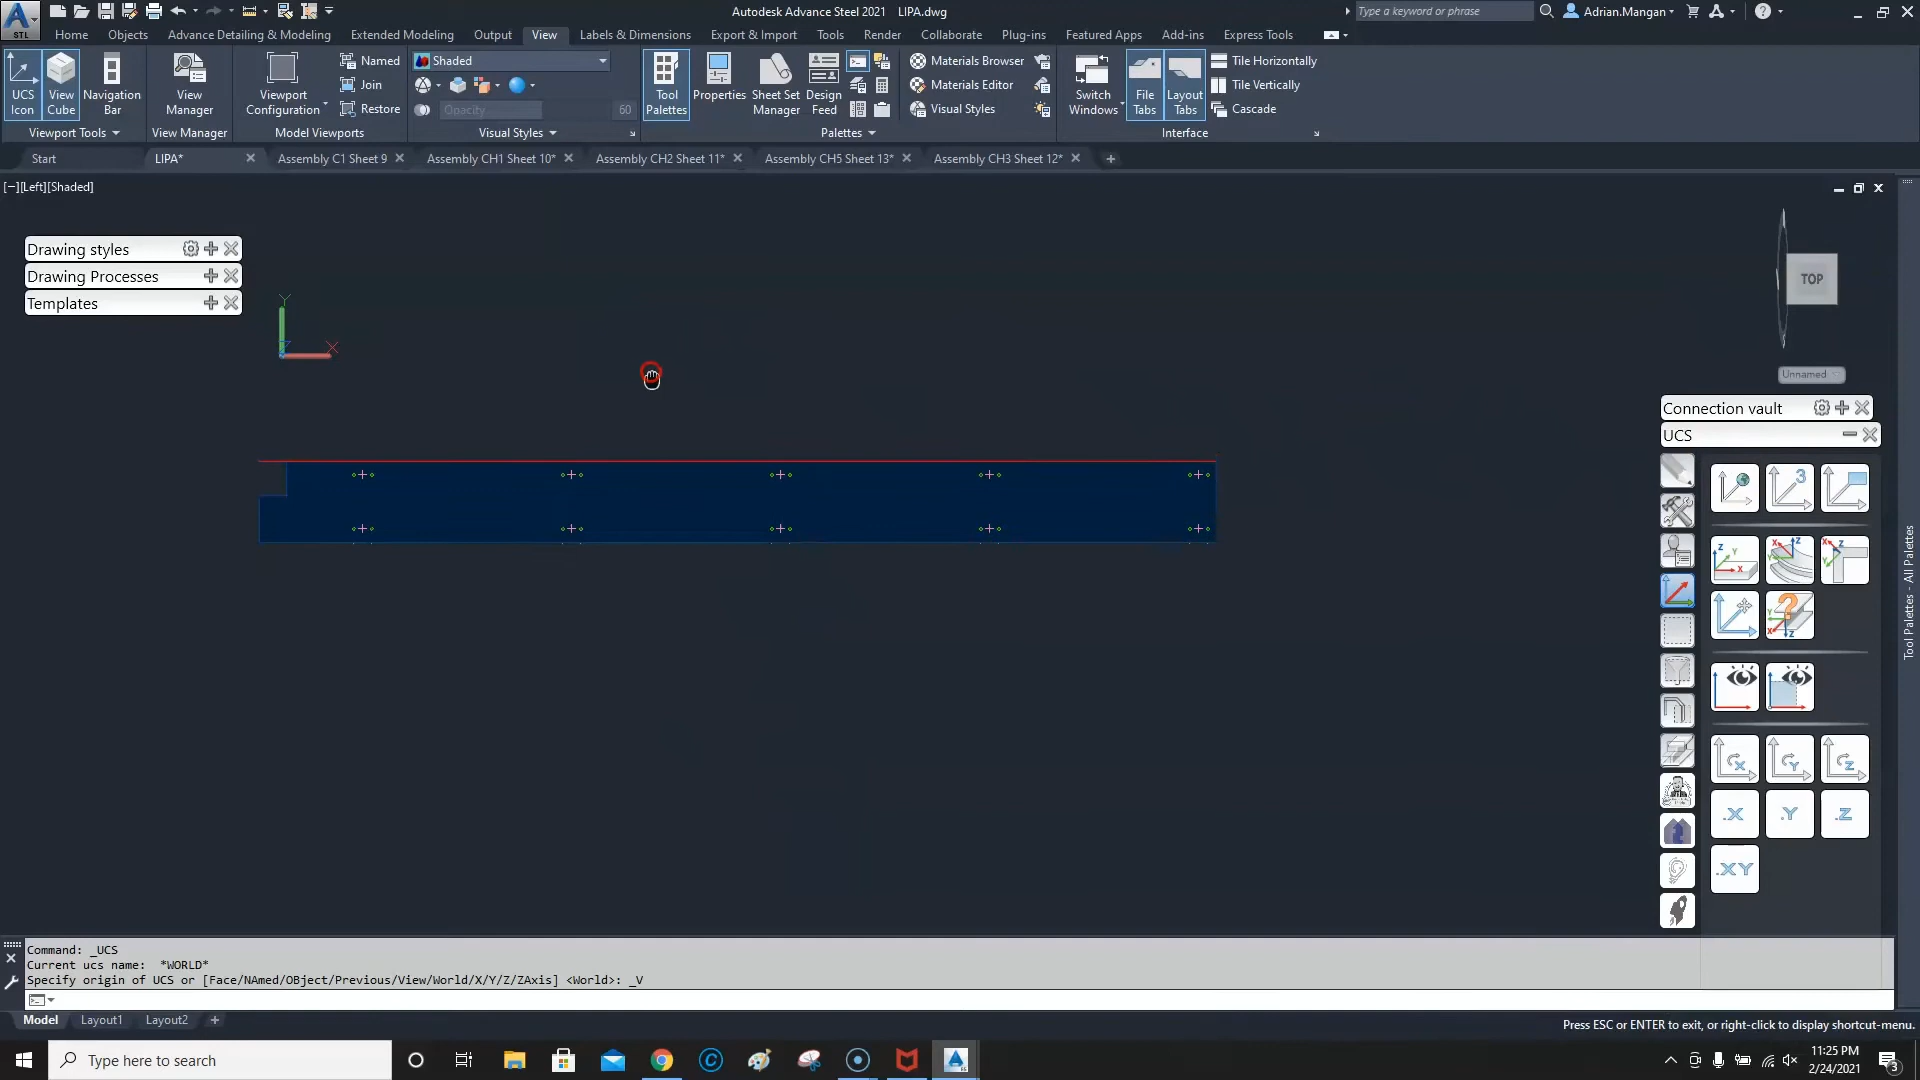 Autodesk Advance Steel 2021 LIPA.dwg
Type a keyword or phrase
Adrian.Mangan
STL
Home Objects Advance Detailing & Modeling Extended Modeling Output View Labels & Dimensions Export & Import Tools Render Collaborate Plug-ins Featured Apps Add-ins Express Tools
UCS Icon
View Cube
Navigation Bar
Viewport Tools
View Manager
View Manager
Viewport Configuration
Named
Join
Restore
Model Viewports
Shaded
Opacity 60
Visual Styles
Tool Palettes
Properties
Sheet Set Manager
Design Feed
Materials Browser
Materials Editor
Visual Styles
Palettes
Switch Windows
File Tabs
Layout Tabs
Tile Horizontally
Tile Vertically
Cascade
Interface
Start LIPA* Assembly C1 Sheet 9 Assembly CH1 Sheet 10* Assembly CH2 Sheet 11* Assembly CH5 Sheet 13* Assembly CH3 Sheet 12*
[−][Left][Shaded]
Drawing styles
Drawing Processes
Templates
Y
X
TOP
Unnamed
Connection vault
UCS
3
.X .Y .Z
.XY
Tool Palettes - All Palettes
Command: _UCS
Current ucs name: *WORLD*
Specify origin of UCS or [Face/NAmed/OBject/Previous/View/World/X/Y/Z/ZAxis] <World>: _V
Model Layout1 Layout2
Press ESC or ENTER to exit, or right-click to display shortcut-menu.
Type here to search
11:25 PM
2/24/2021
3